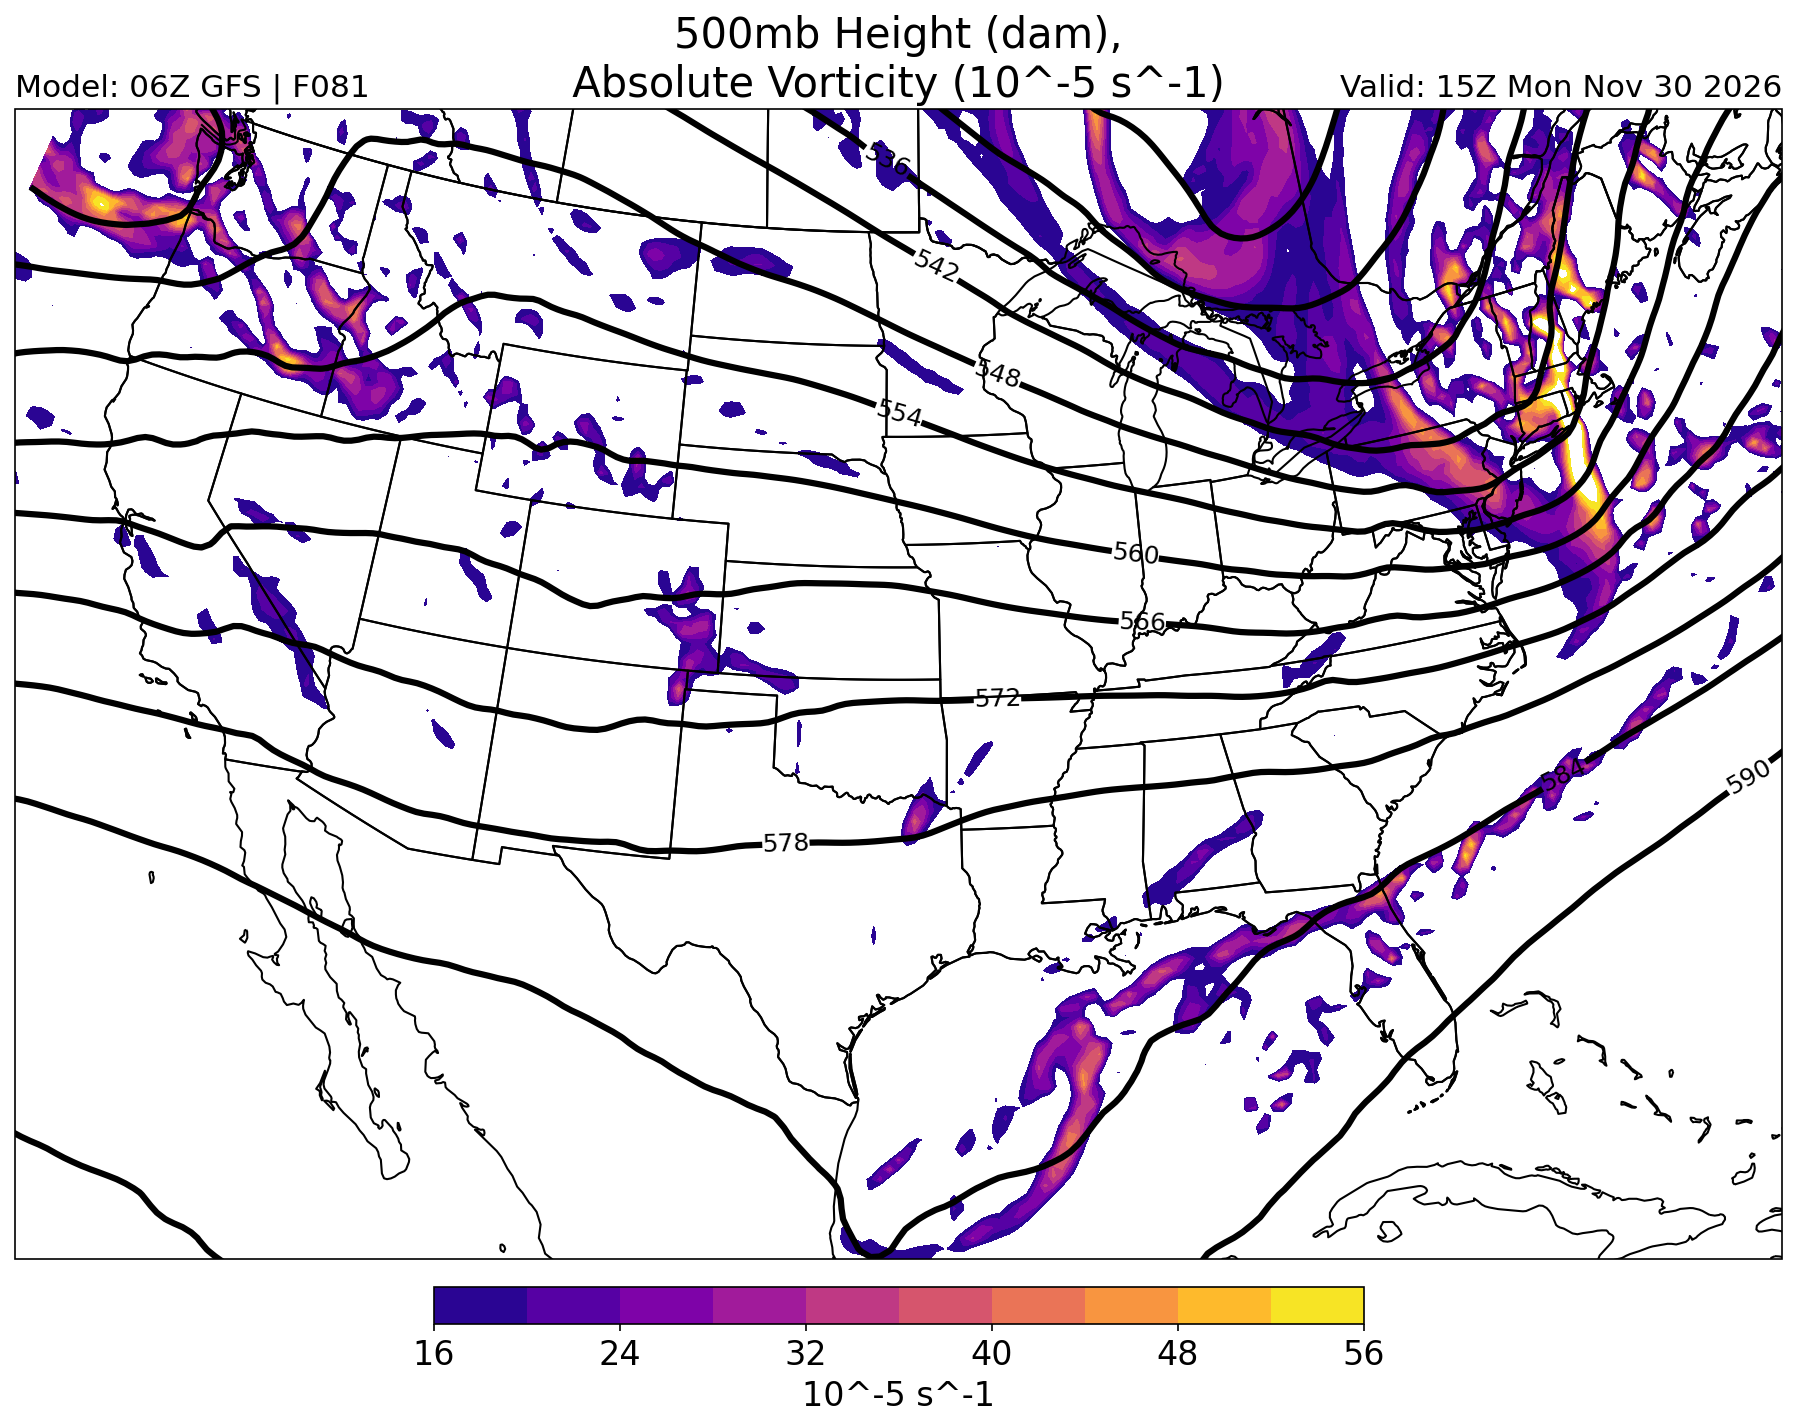 500mb Height (dam),
Absolute Vorticity (10^-5 s^-1)
Model: 06Z GFS | F081
Valid: 15Z Mon Nov 30 2026
536
542
548
554
560
566
572
578
584
590
16 24 32 40 48 56
10^-5 s^-1